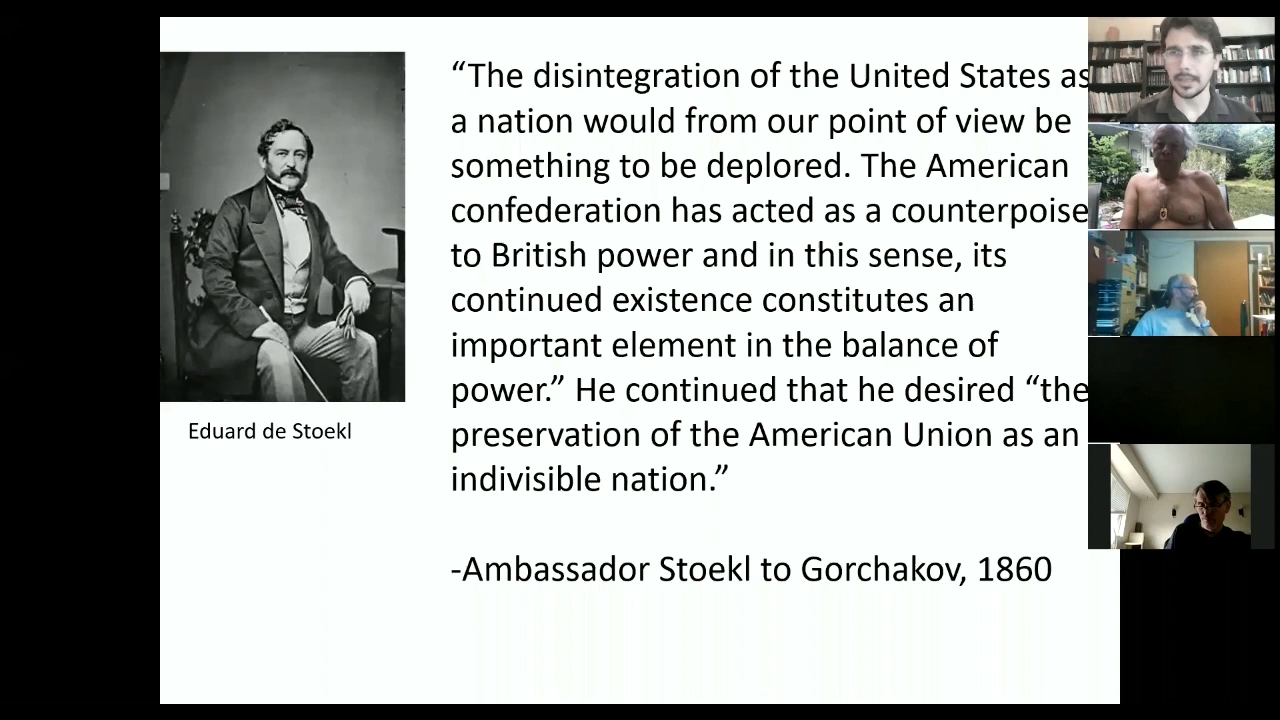 “The disintegration of the United States as
a nation would from our point of view be
something to be deplored. The American
confederation has acted as a counterpoise
to British power and in this sense, its
continued existence constitutes an
important element in the balance of
power.” He continued that he desired “the
preservation of the American Union as an
indivisible nation.”
-Ambassador Stoekl to Gorchakov, 1860
Eduard de Stoekl